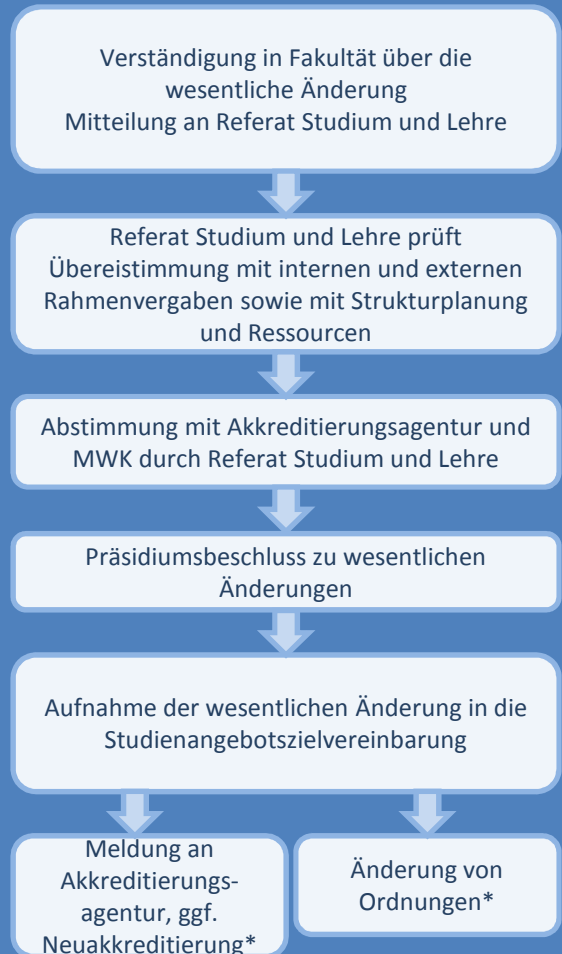 Verständigung in Fakultät über die
wesentliche Änderung
Mitteilung an Referat Studium und Lehre
Referat Studium und Lehre prüft
Übereistimmung mit internen und externen
Rahmenvergaben sowie mit Strukturplanung
und Ressourcen
Abstimmung mit Akkreditierungsagentur und
MWK durch Referat Studium und Lehre
Präsidiumsbeschluss zu wesentlichen
Änderungen
Aufnahme der wesentlichen Änderung in die
Studienangebotszielvereinbarung
Meldung an
Akkreditierungs-
agentur, ggf.
Neuakkreditierung*
Änderung von
Ordnungen*